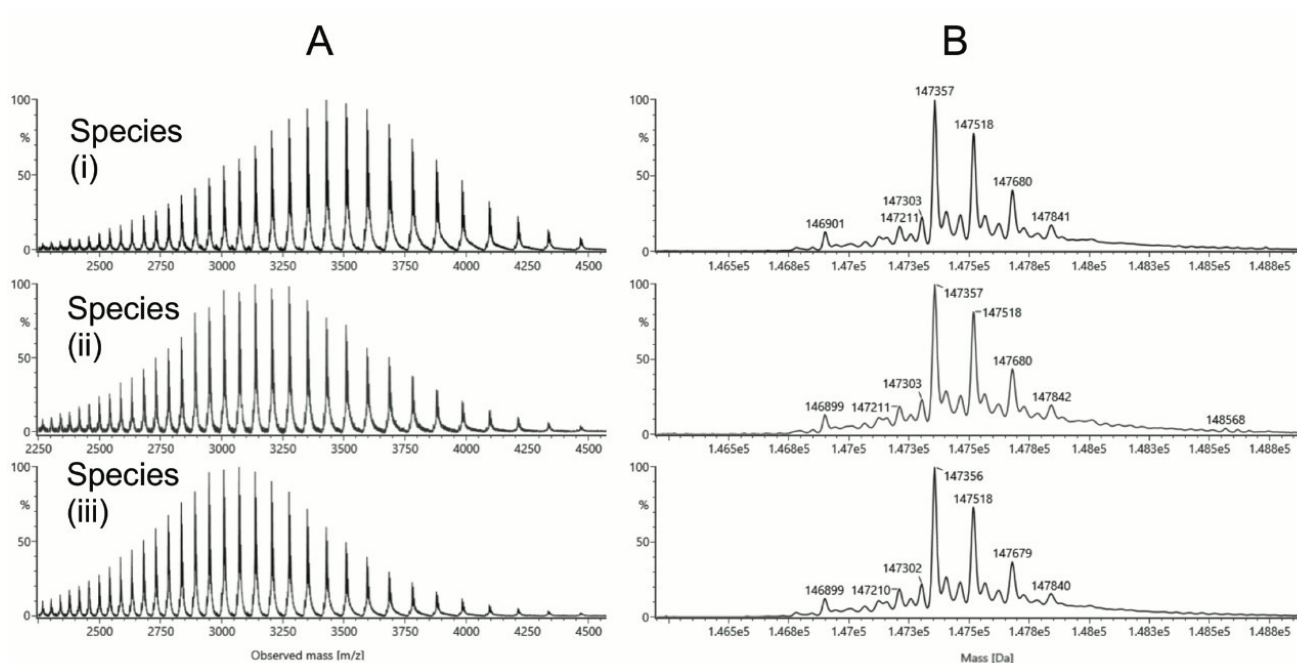 A
B
100
%
50
0
Species
(i)
2500
2750
3000
3250
3500
3750
4000
4250
4500
100
%
50
0
147357
147518
147680
147303
147211
147841
146901
1.465e5
1.468e5
1.47e5
1.473e5
1.475e5
1.478e5
1.48e5
1.483e5
1.485e5
1.488e5
100
%
50
0
Species
(ii)
2250
2500
2750
3000
3250
3500
3750
4000
4250
4500
100
%
50
0
147357
147518
147680
147303
147842
146899
147211
148568
1.465e5
1.468e5
1.47e5
1.473e5
1.475e5
1.478e5
1.48e5
1.483e5
1.485e5
1.488e5
100
%
50
0
Species
(iii)
2500
2750
3000
3250
3500
3750
4000
4250
4500
Observed mass [m/z]
100
%
50
0
147356
147518
147679
147302
147840
146899
147210
1.465e5
1.468e5
1.47e5
1.473e5
1.475e5
1.478e5
1.48e5
1.483e5
1.485e5
1.488e5
Mass [Da]